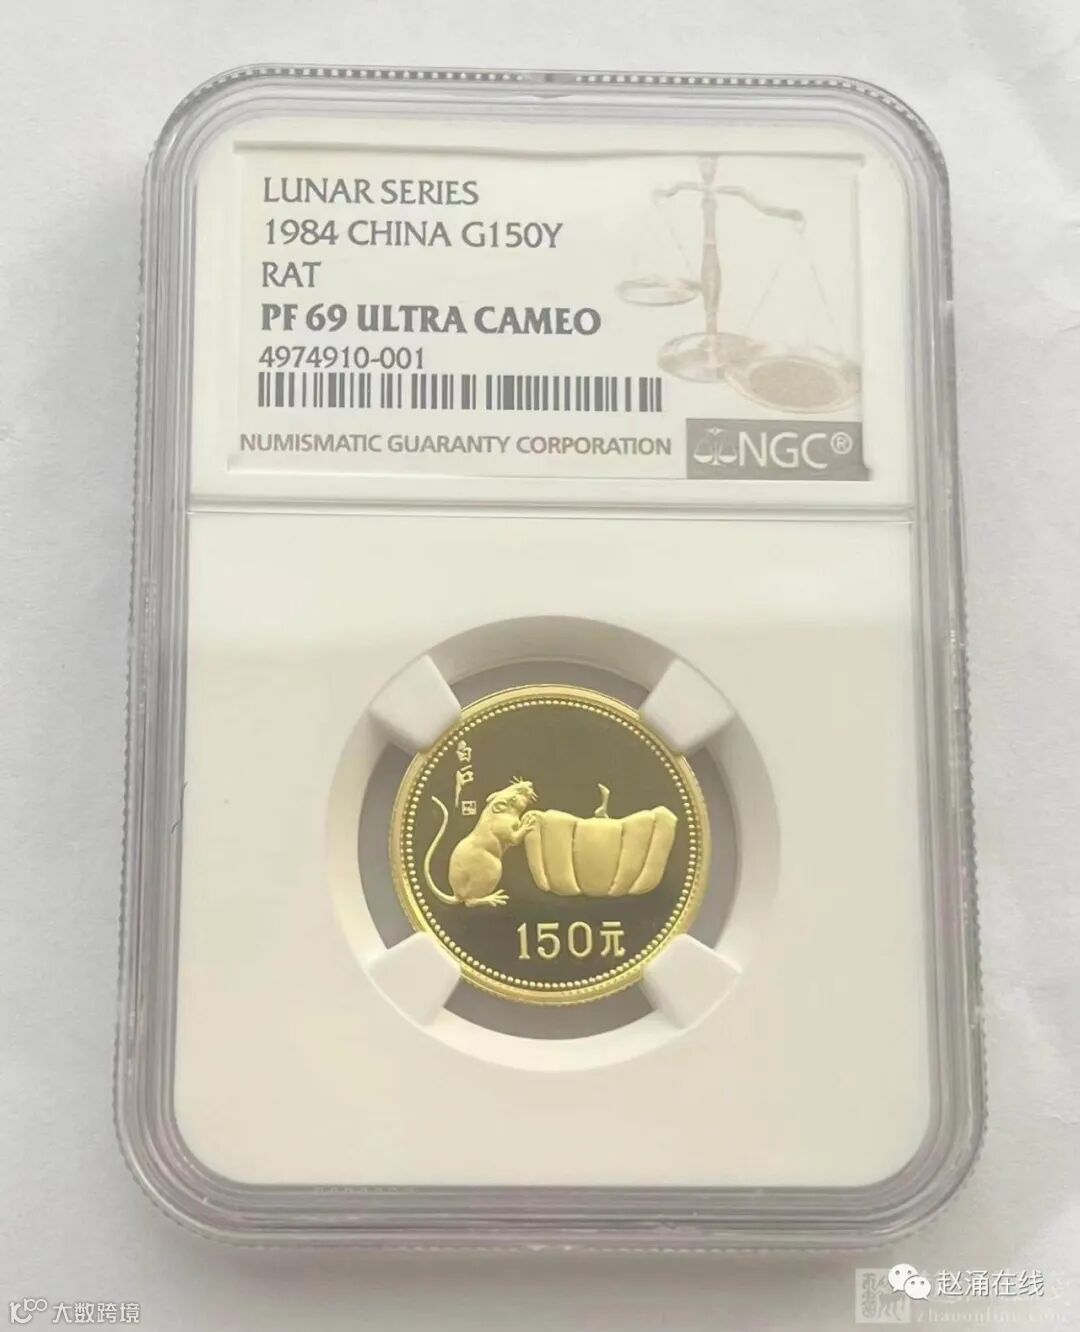 LUNAR SERIES
1984 CHINA G150Y
RAT
PF 69 ULTRA CAMEO
4974910-001
NUMISMATIC GUARANTY CORPORATION
NGC®
白石
150元
赵涌在线
大数跨境